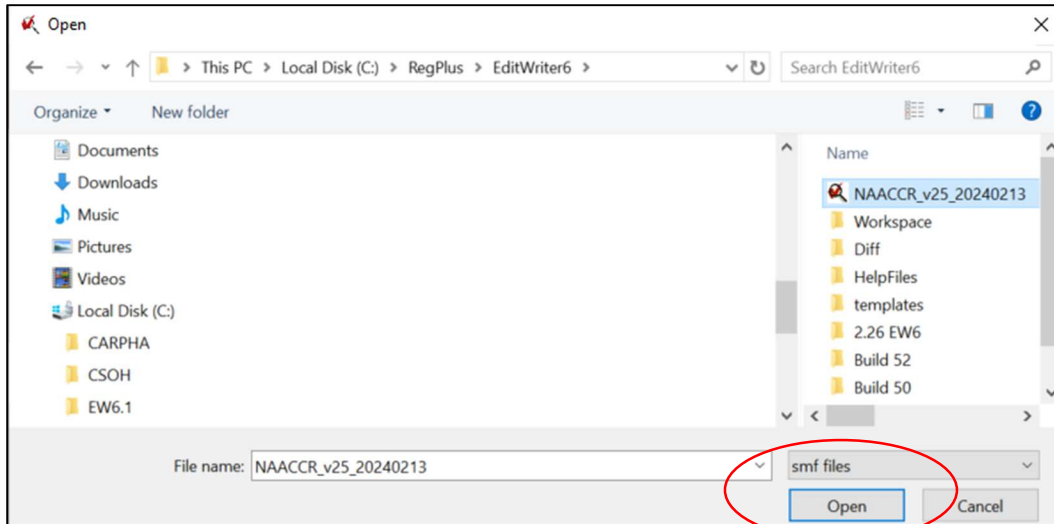 Open
This PC > Local Disk (C:) > RegPlus > EditWriter6 >
Search EditWriter6
Organize
New folder
Documents
Downloads
Music
Pictures
Videos
Local Disk (C:)
CARPHA
CSOH
EW6.1
Name
NAACCR_v25_20240213
Workspace
Diff
HelpFiles
templates
2.26 EW6
Build 52
Build 50
File name: NAACCR_v25_20240213
smf files
Open
Cancel